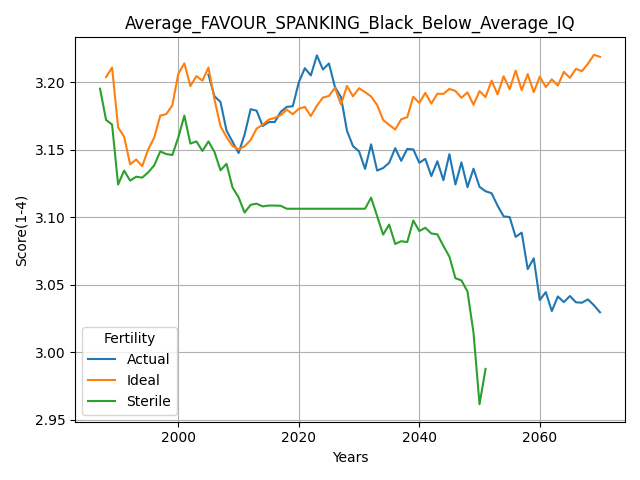 Average_FAVOUR_SPANKING_Black_Below_Average_IQ
Score(1-4)
3.20
3.15
3.10
3.05
3.00
2.95
Fertility
Actual
Ideal
Sterile
2000 2020 2040 2060
Years